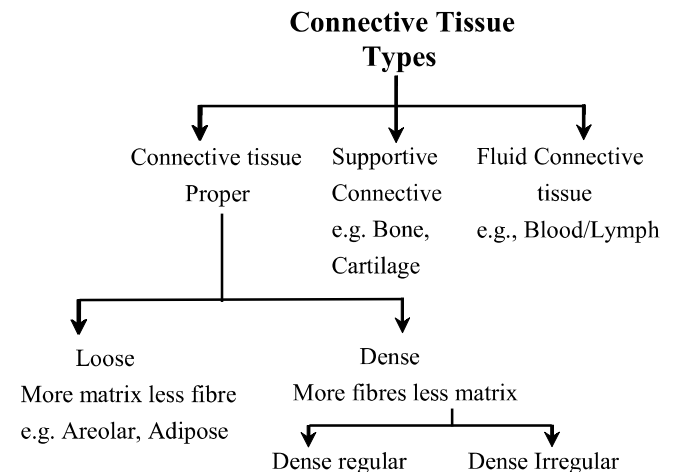 Connective Tissue
Types
Connective tissue
Proper
Supportive
Connective
e.g. Bone,
Cartilage
Fluid Connective
tissue
e.g., Blood/Lymph
Loose
More matrix less fibre
e.g. Areolar, Adipose
Dense
More fibres less matrix
Dense regular
Dense Irregular